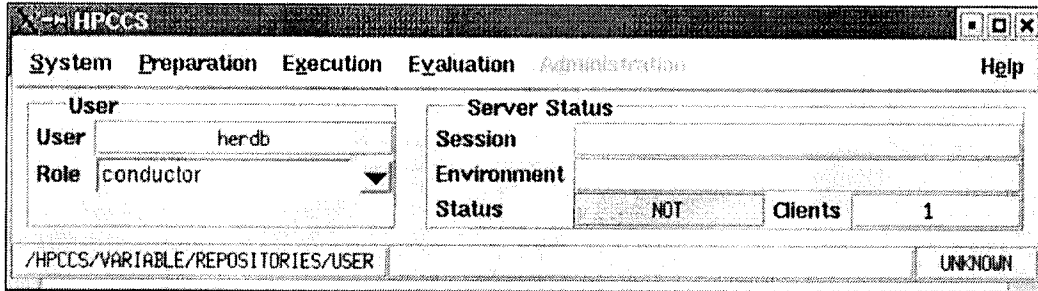 HPCCS
System Preparation Execution Evaluation Administration Help
User
User herdb
Role conductor
Server Status
Session
Environment
Status NOT Clients 1
/HPCCS/VARIABLE/REPOSITORIES/USER UNKNOWN